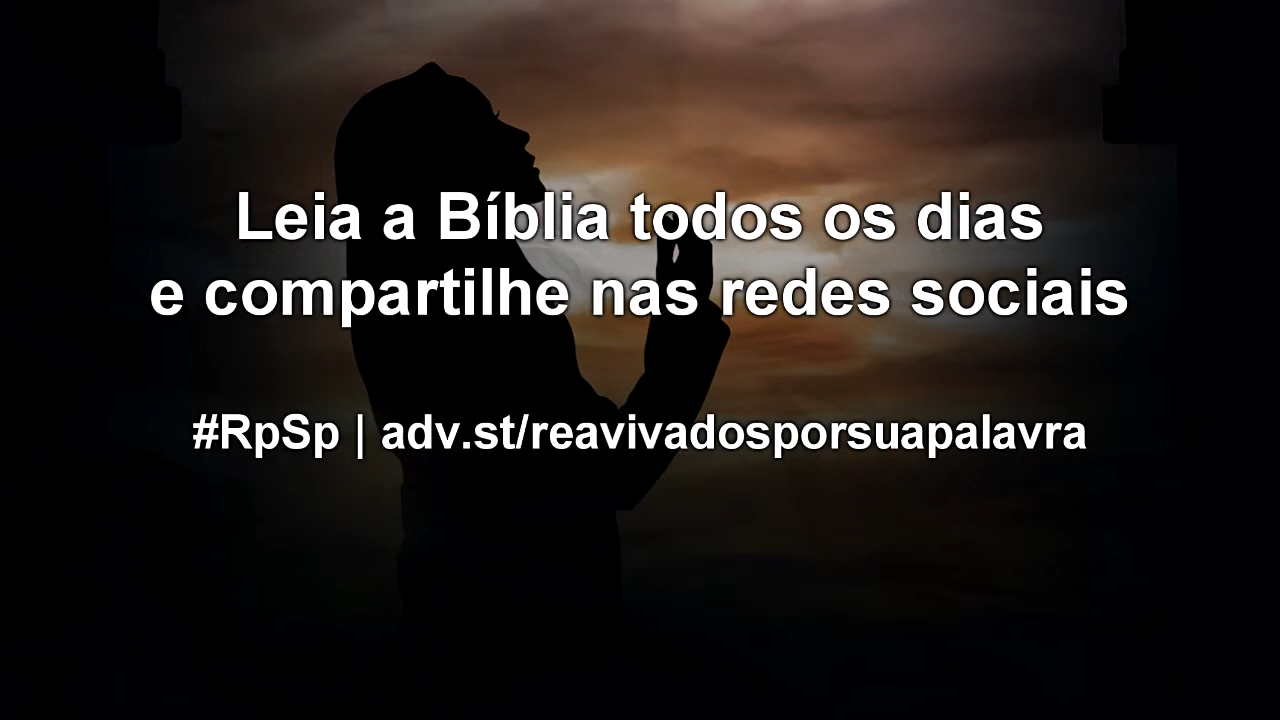 Leia a Bíblia todos os dias
e compartilhe nas redes sociais
#RpSp | adv.st/reavivadosporsuapalavra